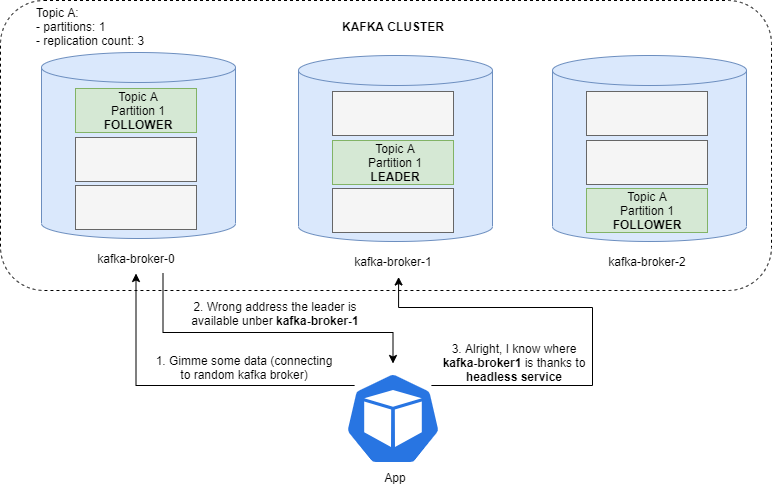 Topic A:
- partitions: 1
- replication count: 3
KAFKA CLUSTER
Topic A
Partition 1
FOLLOWER
Topic A
Partition 1
LEADER
Topic A
Partition 1
FOLLOWER
kafka-broker-0
kafka-broker-1
kafka-broker-2
2. Wrong address the leader is
available unber kafka-broker-1
1. Gimme some data (connecting
to random kafka broker)
3. Alright, I know where
kafka-broker1 is thanks to
headless service
App